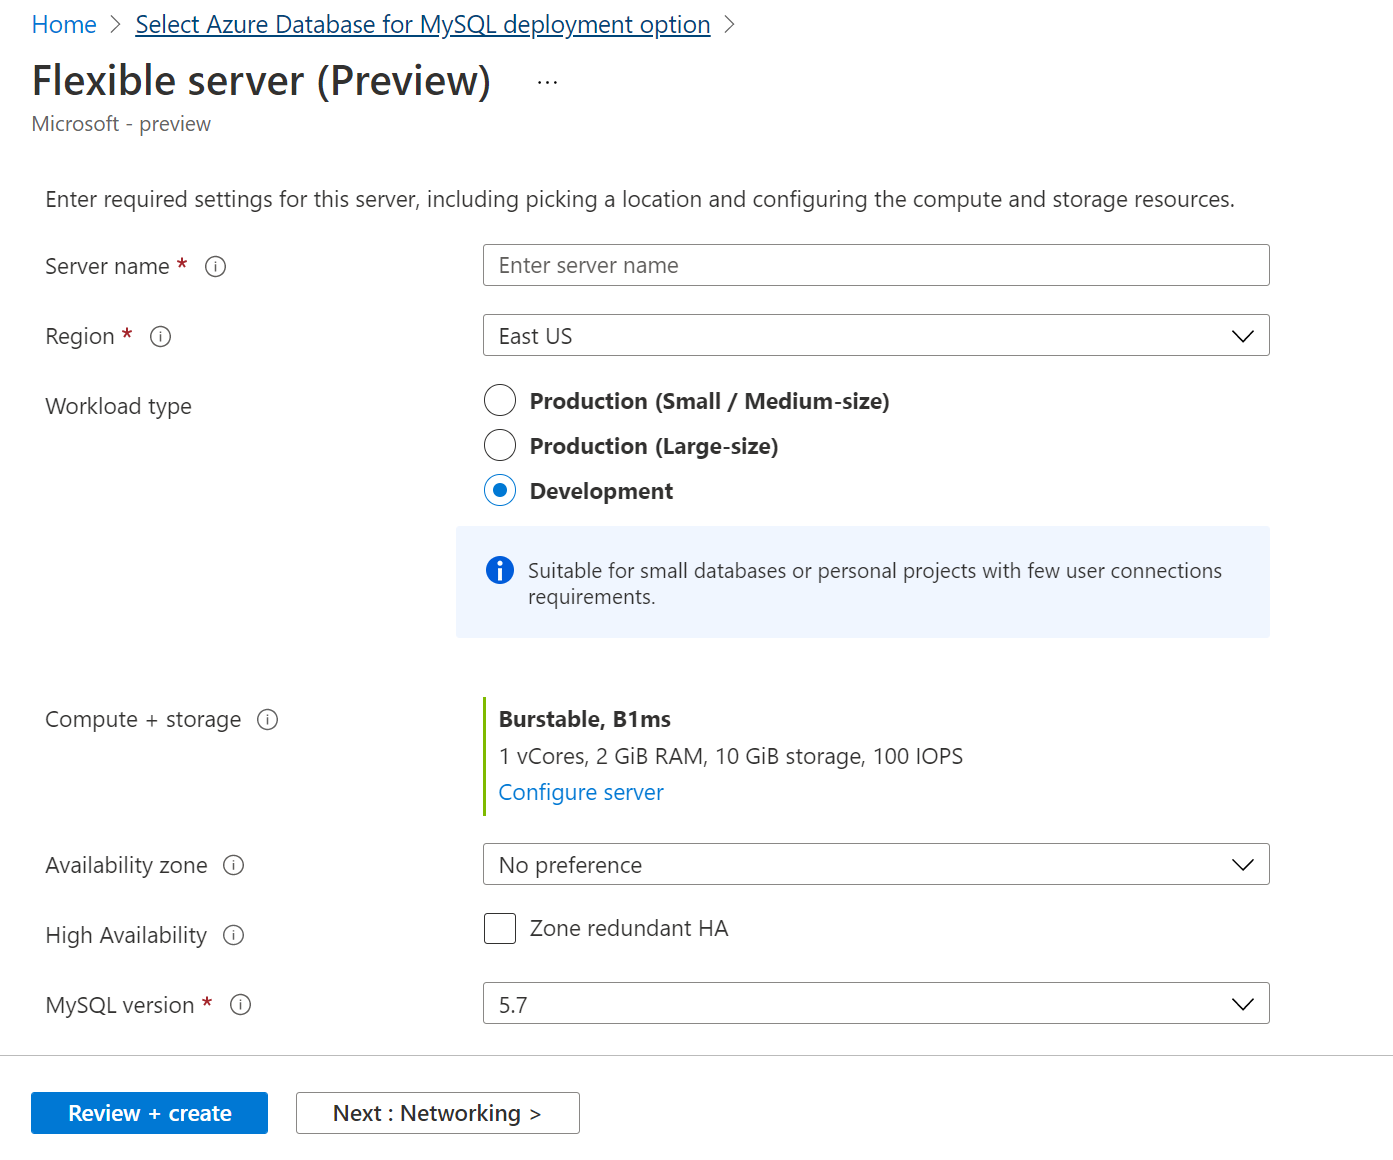 Home > Select Azure Database for MySQL deployment option >
Flexible server (Preview) ...
Microsoft - preview
Enter required settings for this server, including picking a location and configuring the compute and storage resources.
Server name * Enter server name
Region * East US
Workload type
Production (Small / Medium-size)
Production (Large-size)
Development
Suitable for small databases or personal projects with few user connections
requirements.
Compute + storage
Burstable, B1ms
1 vCores, 2 GiB RAM, 10 GiB storage, 100 IOPS
Configure server
Availability zone No preference
High Availability Zone redundant HA
MySQL version * 5.7
Review + create Next : Networking >